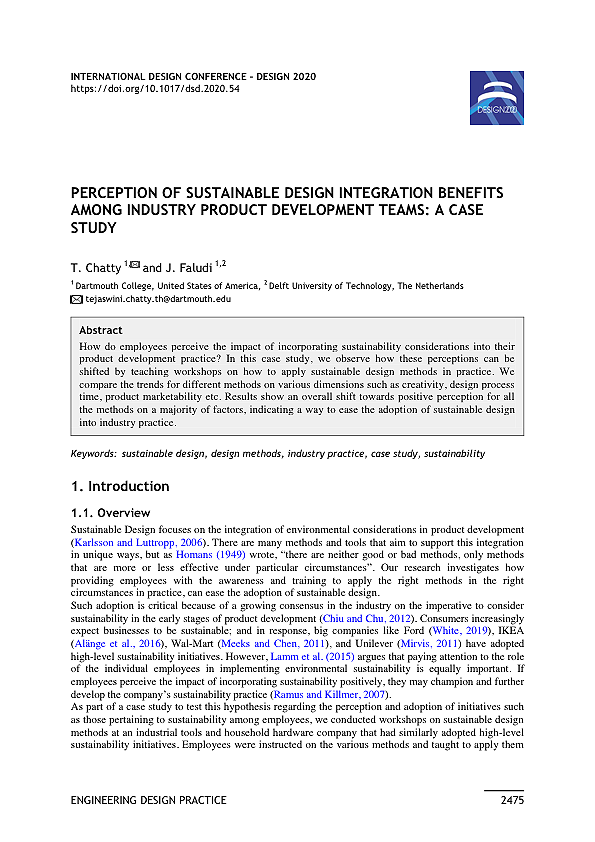 INTERNATIONAL DESIGN CONFERENCE – DESIGN 2020
https://doi.org/10.1017/dsd.2020.54
DESIGN2020
PERCEPTION OF SUSTAINABLE DESIGN INTEGRATION BENEFITS
AMONG INDUSTRY PRODUCT DEVELOPMENT TEAMS: A CASE
STUDY
T. Chatty 1,✉ and J. Faludi 1,2
1 Dartmouth College, United States of America, 2 Delft University of Technology, The Netherlands
✉ tejaswini.chatty.th@dartmouth.edu
Abstract
How do employees perceive the impact of incorporating sustainability considerations into their
product development practice? In this case study, we observe how these perceptions can be
shifted by teaching workshops on how to apply sustainable design methods in practice. We
compare the trends for different methods on various dimensions such as creativity, design process
time, product marketability etc. Results show an overall shift towards positive perception for all
the methods on a majority of factors, indicating a way to ease the adoption of sustainable design
into industry practice.
Keywords: sustainable design, design methods, industry practice, case study, sustainability
1. Introduction
1.1. Overview
Sustainable Design focuses on the integration of environmental considerations in product development
(Karlsson and Luttropp, 2006). There are many methods and tools that aim to support this integration
in unique ways, but as Homans (1949) wrote, “there are neither good or bad methods, only methods
that are more or less effective under particular circumstances”. Our research investigates how
providing employees with the awareness and training to apply the right methods in the right
circumstances in practice, can ease the adoption of sustainable design.
Such adoption is critical because of a growing consensus in the industry on the imperative to consider
sustainability in the early stages of product development (Chiu and Chu, 2012). Consumers increasingly
expect businesses to be sustainable; and in response, big companies like Ford (White, 2019), IKEA
(Alänge et al., 2016), Wal-Mart (Meeks and Chen, 2011), and Unilever (Mirvis, 2011) have adopted
high-level sustainability initiatives. However, Lamm et al. (2015) argues that paying attention to the role
of the individual employees in implementing environmental sustainability is equally important. If
employees perceive the impact of incorporating sustainability positively, they may champion and further
develop the company’s sustainability practice (Ramus and Killmer, 2007).
As part of a case study to test this hypothesis regarding the perception and adoption of initiatives such
as those pertaining to sustainability among employees, we conducted workshops on sustainable design
methods at an industrial tools and household hardware company that had similarly adopted high-level
sustainability initiatives. Employees were instructed on the various methods and taught to apply them
ENGINEERING DESIGN PRACTICE
2475